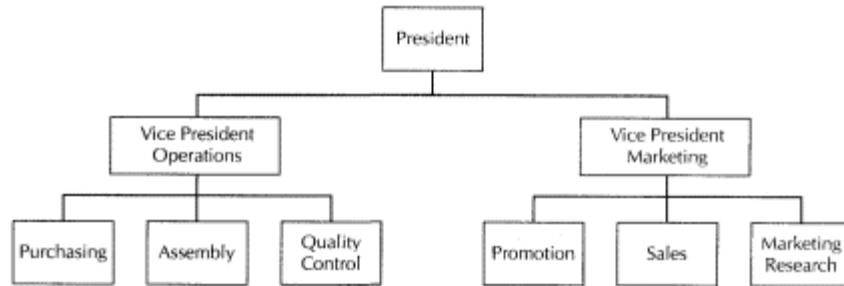 President
Vice President
Operations
Vice President
Marketing
Purchasing
Assembly
Quality
Control
Promotion
Sales
Marketing
Research